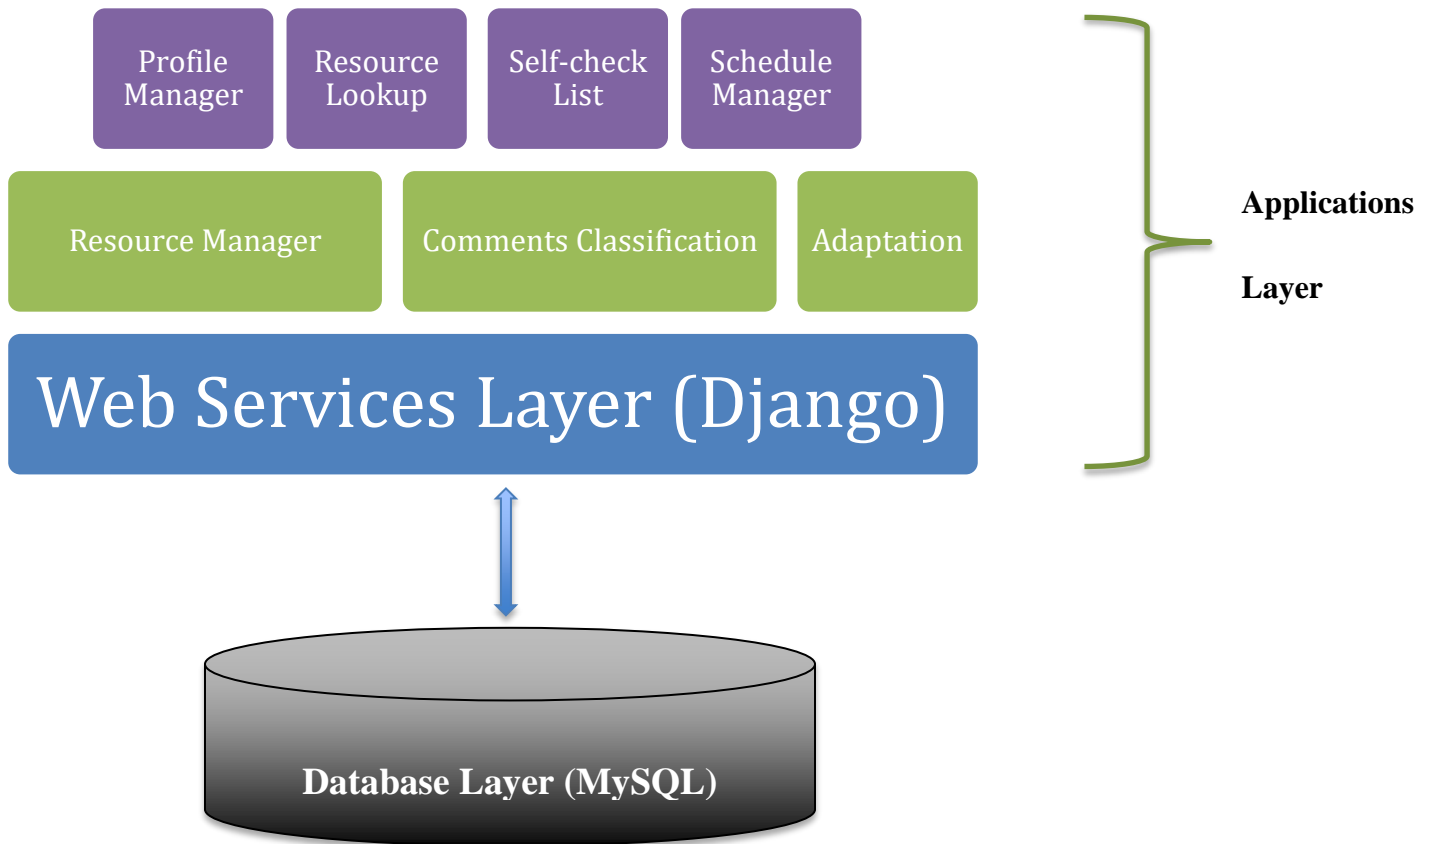 Profile
Manager
Resource
Lookup
Self-check
List
Schedule
Manager
Resource Manager
Comments Classification
Adaptation
Applications
Layer
Web Services Layer (Django)
Database Layer (MySQL)